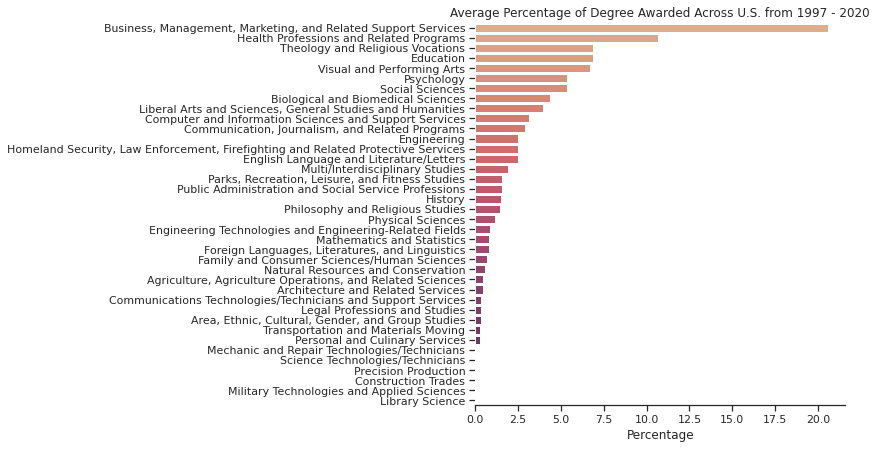 Average Percentage of Degree Awarded Across U.S. from 1997 - 2020
Business, Management, Marketing, and Related Support Services
Health Professions and Related Programs
Theology and Religious Vocations
Education
Visual and Performing Arts
Psychology
Social Sciences
Biological and Biomedical Sciences
Liberal Arts and Sciences, General Studies and Humanities
Computer and Information Sciences and Support Services
Communication, Journalism, and Related Programs
Engineering
Homeland Security, Law Enforcement, Firefighting and Related Protective Services
English Language and Literature/Letters
Multi/Interdisciplinary Studies
Parks, Recreation, Leisure, and Fitness Studies
Public Administration and Social Service Professions
History
Philosophy and Religious Studies
Physical Sciences
Engineering Technologies and Engineering-Related Fields
Mathematics and Statistics
Foreign Languages, Literatures, and Linguistics
Family and Consumer Sciences/Human Sciences
Natural Resources and Conservation
Agriculture, Agriculture Operations, and Related Sciences
Architecture and Related Services
Communications Technologies/Technicians and Support Services
Legal Professions and Studies
Area, Ethnic, Cultural, Gender, and Group Studies
Transportation and Materials Moving
Personal and Culinary Services
Mechanic and Repair Technologies/Technicians
Science Technologies/Technicians
Precision Production
Construction Trades
Military Technologies and Applied Sciences
Library Science
0.0 2.5 5.0 7.5 10.0 12.5 15.0 17.5 20.0
Percentage